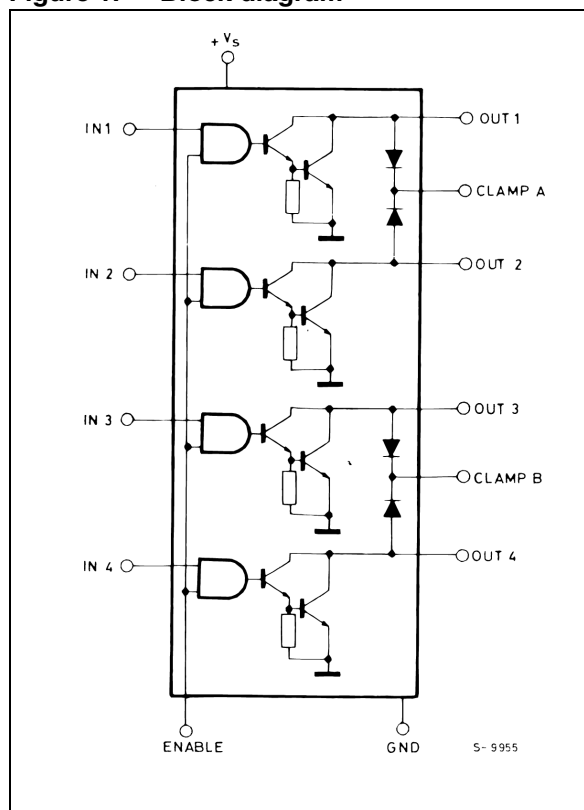 Figure 1. Block diagram
+ Vs
IN1
OUT 1
CLAMP A
IN 2
OUT 2
IN 3
OUT 3
CLAMP B
IN 4
OUT 4
ENABLE
GND
S- 9955